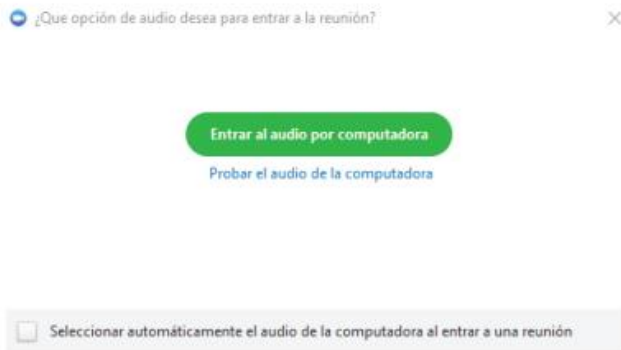 ¿Que opción de audio desea para entrar a la reunión?
Entrar al audio por computadora
Probar el audio de la computadora
Seleccionar automáticamente el audio de la computadora al entrar a una reunión